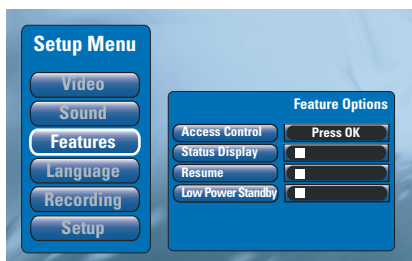 Setup Menu
Video
Sound
Features
Language
Recording
Setup
Feature Options
Access Control
Press OK
Status Display
Resume
Low Power Standby